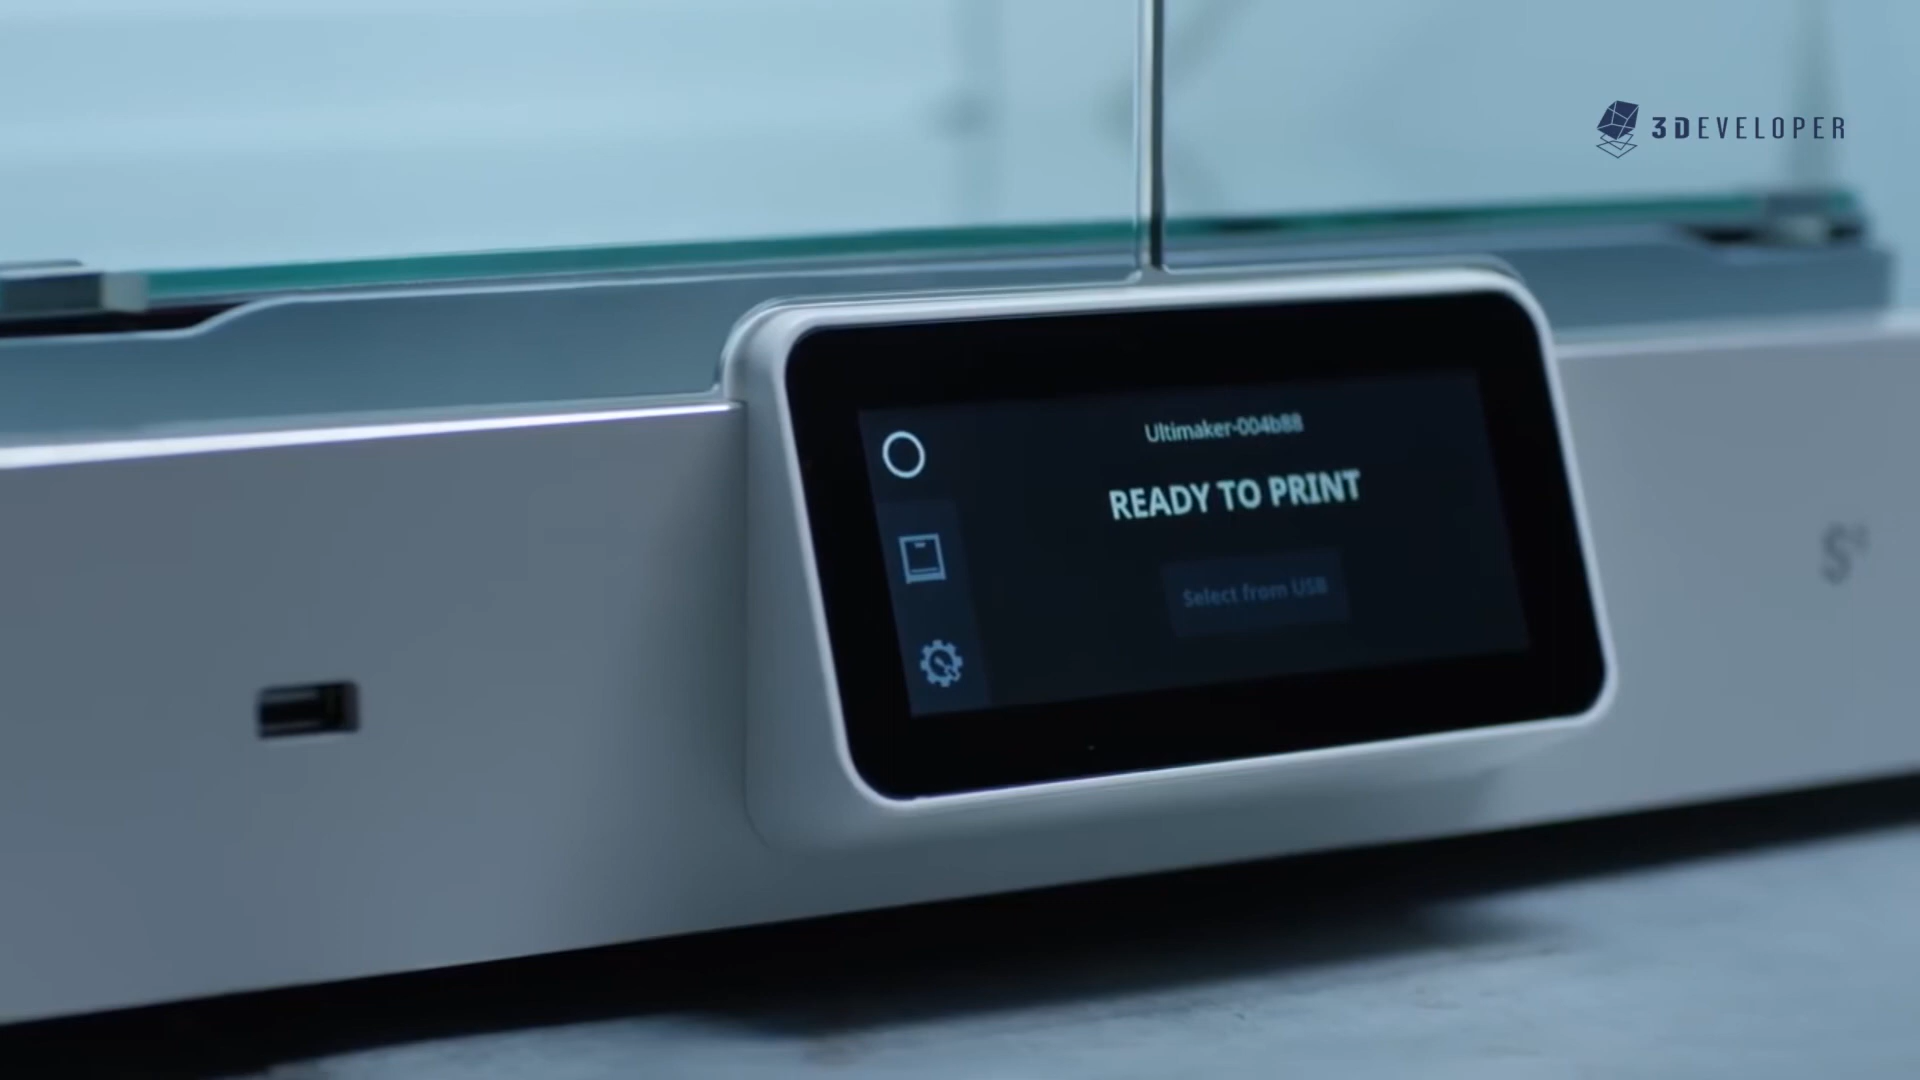 3DEVELOPER
Ultimaker-004b88
READY TO PRINT
Select from USB